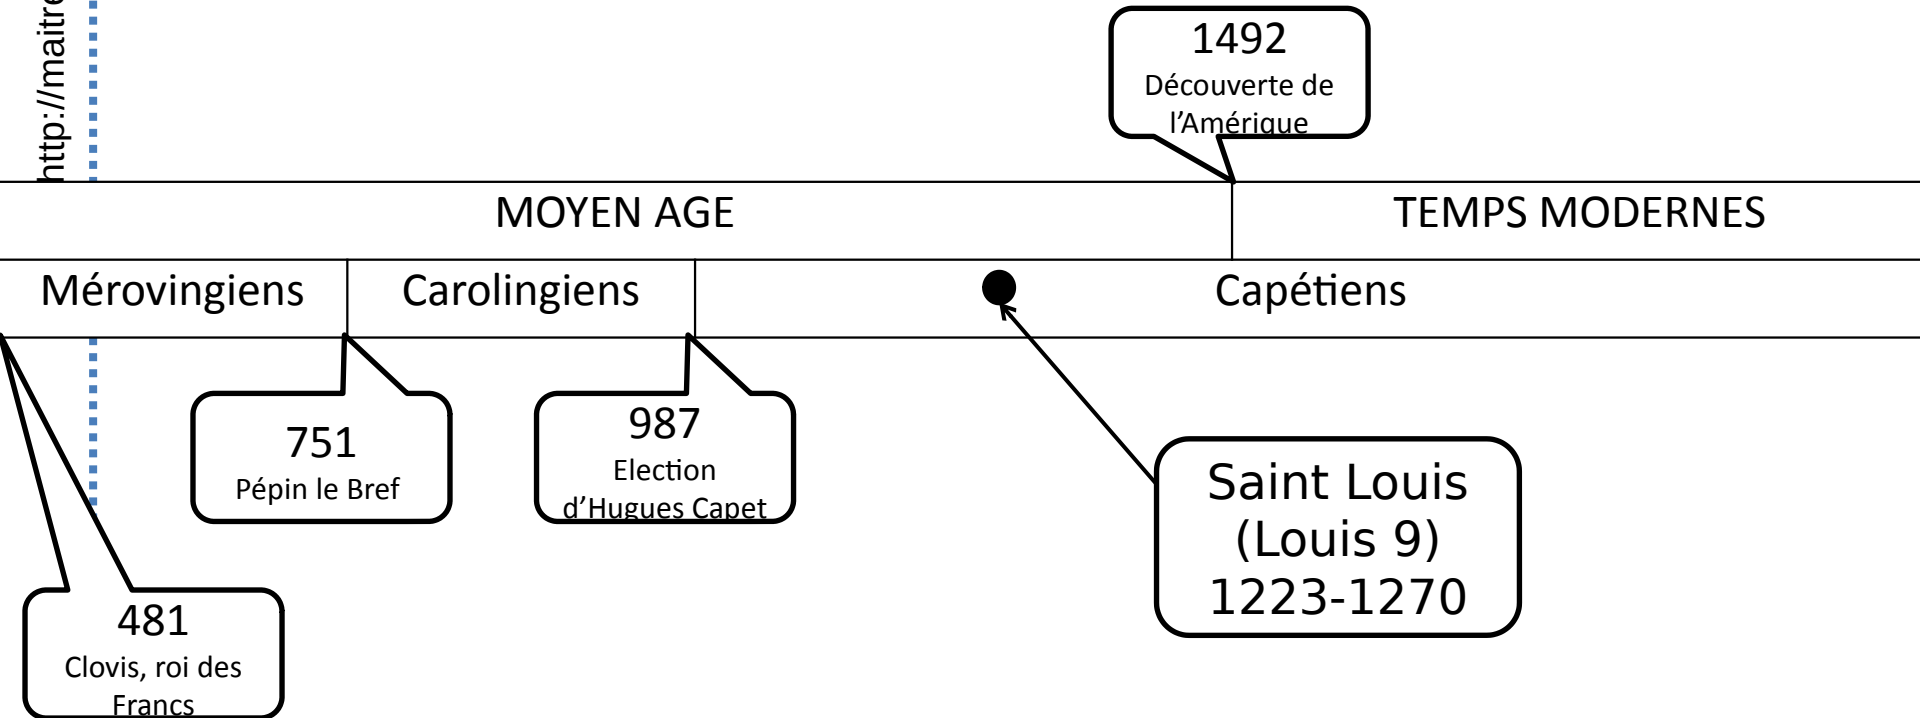 http://maitre
1492
Découverte de
l’Amérique
MOYEN AGE
TEMPS MODERNES
Mérovingiens
Carolingiens
Capétiens
751
Pépin le Bref
987
Election
d’Hugues Capet
Saint Louis
(Louis 9)
1223-1270
481
Clovis, roi des
Francs